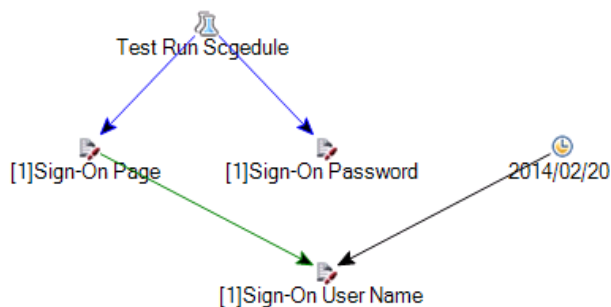 Test Run Scgedule
[1]Sign-On Page
[1]Sign-On Password
2014/02/20
[1]Sign-On User Name